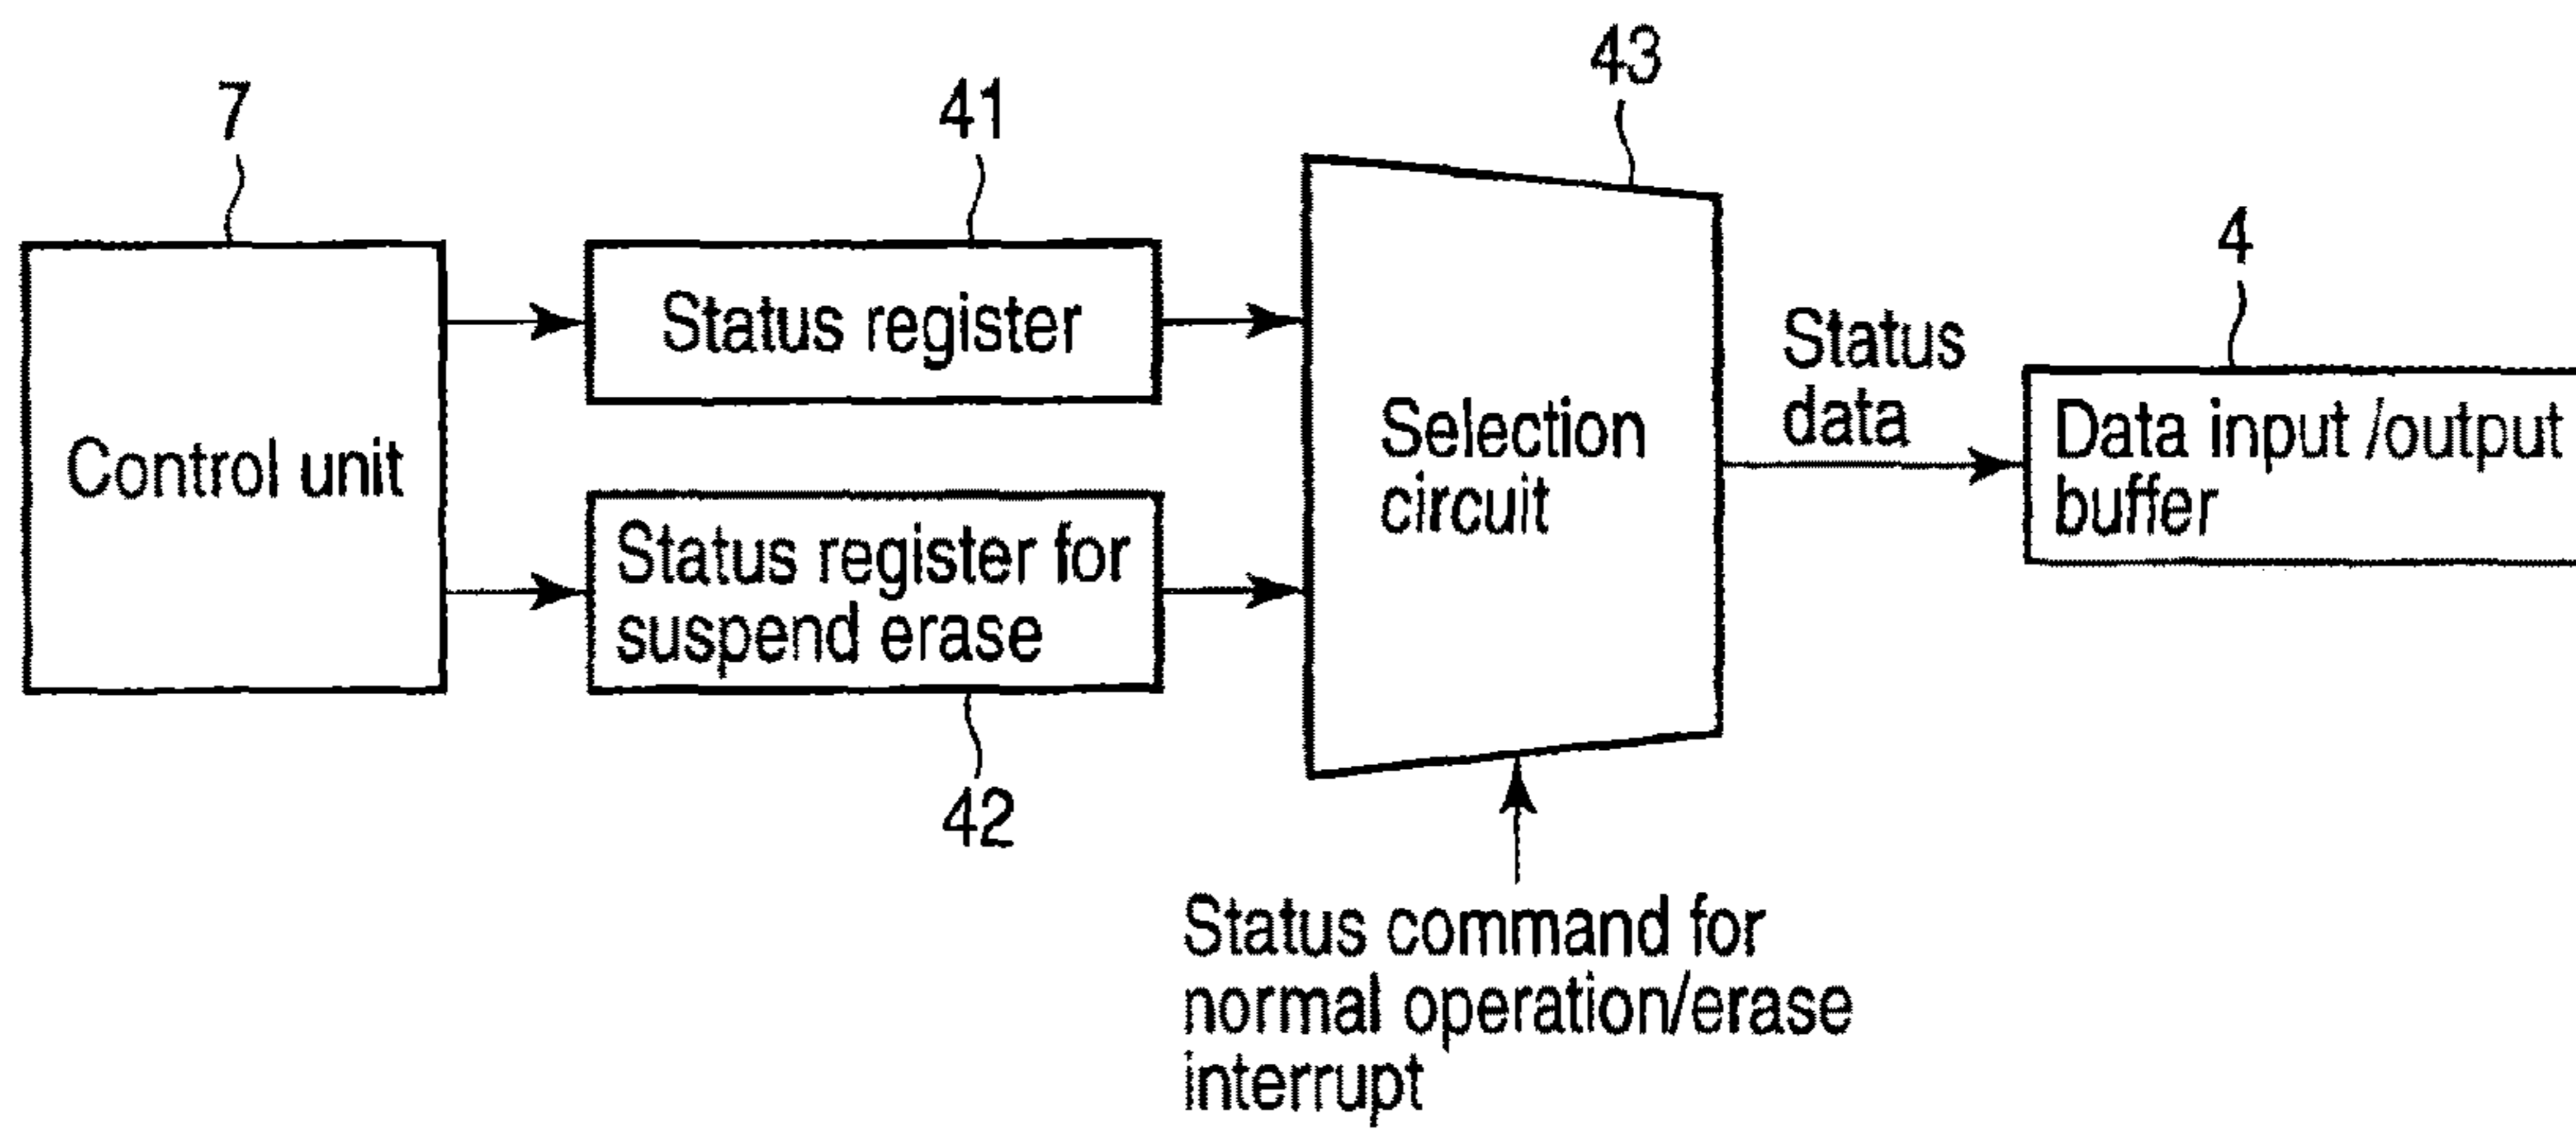 7
41
43
4
Control unit
Status register
Status register for
suspend erase
42
Selection
circuit
Status
data
Data input /output
buffer
Status command for
normal operation/erase
interrupt